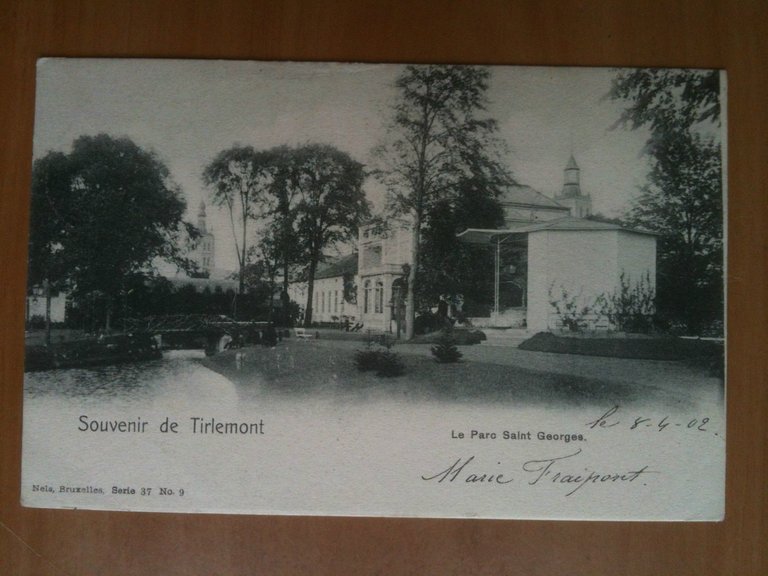 Souvenir de Tirlemont
Le Parc Saint Georges.
le 8-4-02.
Marie Fraipont.
Nels, Bruxelles, Serie 37 No. 9